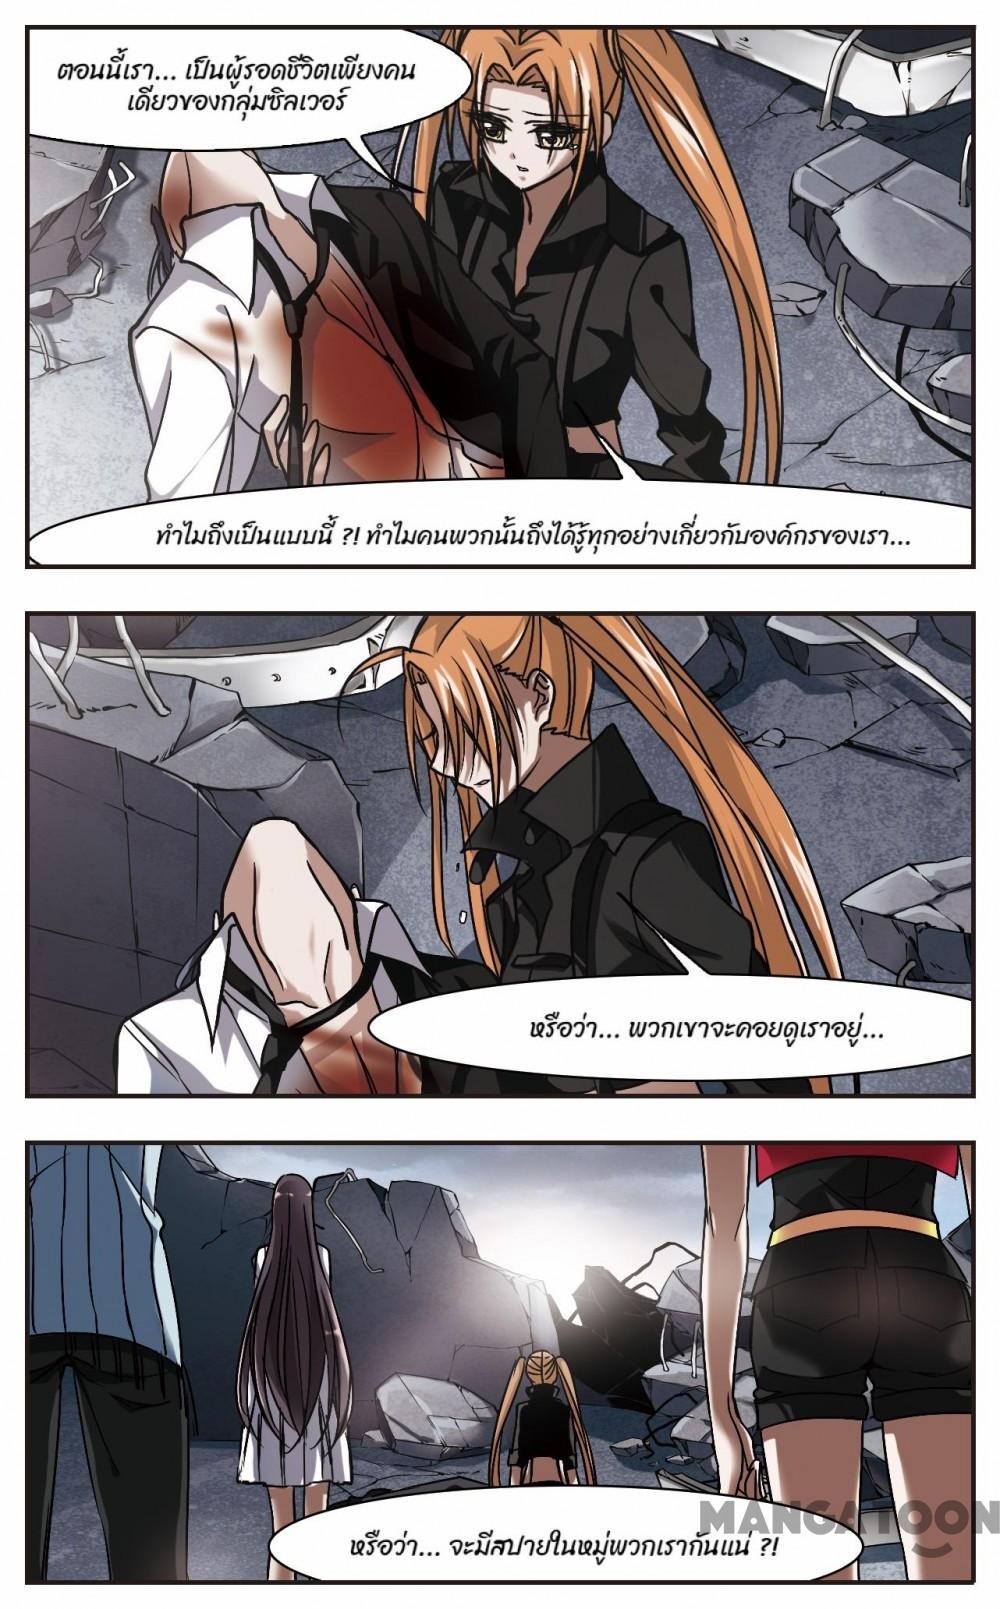 ตอนนี้เรา... เป็นผู้รอดชีวิตเพียงคน
เดียวของกลุ่มซิลเวอร์
ทำไมถึงเป็นแบบนี้ ?! ทำไมคนพวกนั้นถึงได้รู้ทุกอย่างเกี่ยวกับองค์กรของเรา...
หรือว่า... พวกเขาจะคอยดูเราอยู่...
MANGATOON
หรือว่า... จะมีสปายในหมู่พวกเรากันแน่ ?!